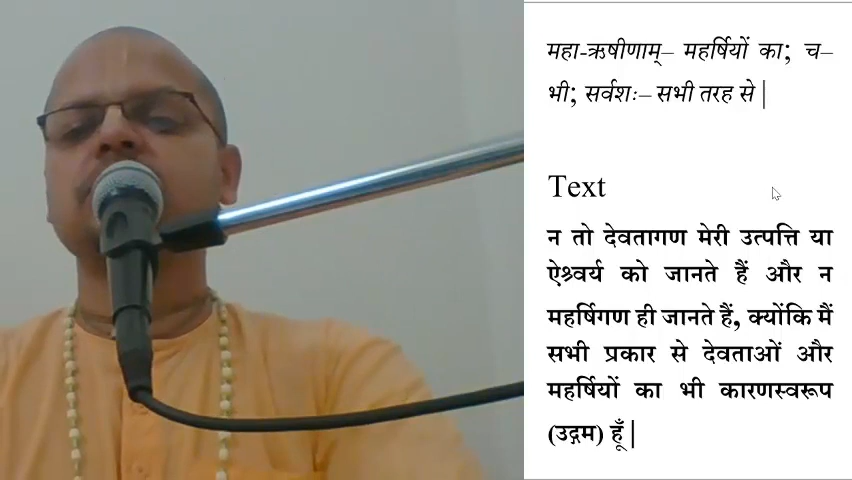 महा-ऋषीणाम्– महर्षियों का; च–
भी; सर्वशः– सभी तरह से |
Text
न तो देवतागण मेरी उत्पत्ति या
ऐश्र्वर्य को जानते हैं और न
महर्षिगण ही जानते हैं, क्योंकि मैं
सभी प्रकार से देवताओं और
महर्षियों का भी कारणस्वरूप
(उद्गम) हूँ |